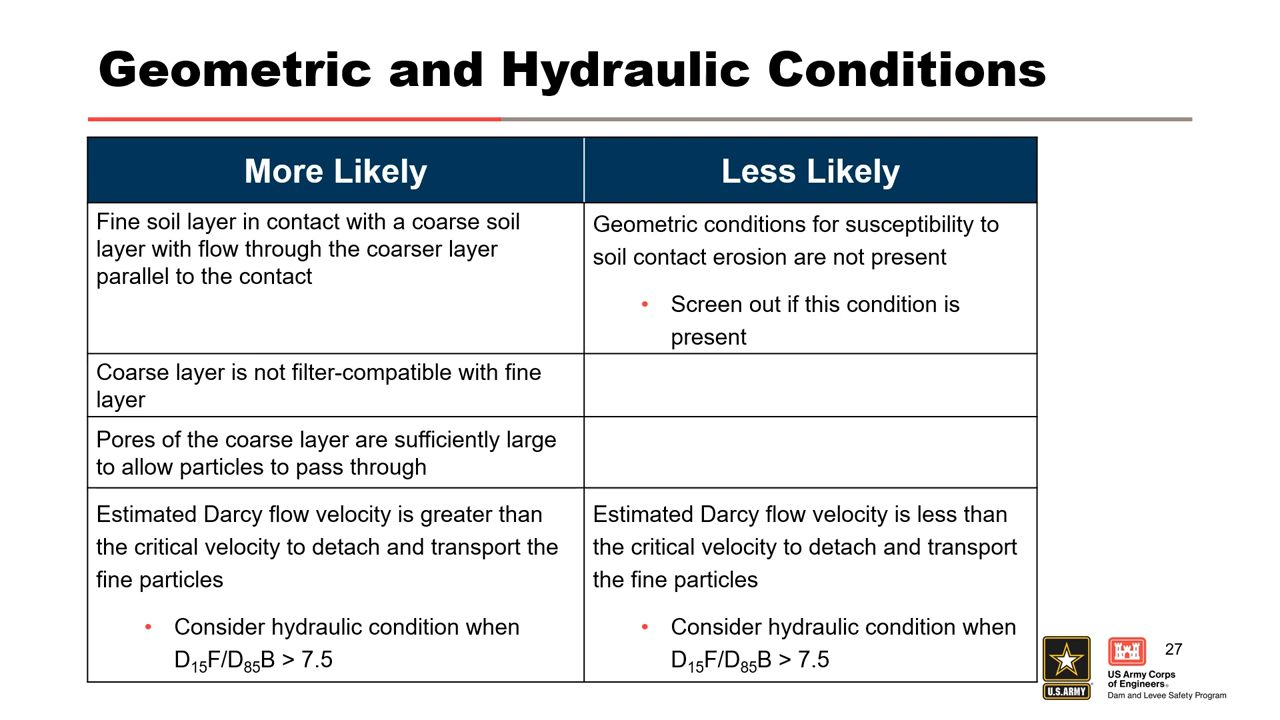 Geometric and Hydraulic Conditions
More Likely
Less Likely
Fine soil layer in contact with a coarse soil
layer with flow through the coarser layer
parallel to the contact
Geometric conditions for susceptibility to
soil contact erosion are not present
• Screen out if this condition is
present
Coarse layer is not filter-compatible with fine
layer
Pores of the coarse layer are sufficiently large
to allow particles to pass through
Estimated Darcy flow velocity is greater than
the critical velocity to detach and transport the
fine particles
• Consider hydraulic condition when
D15F/D85B > 7.5
Estimated Darcy flow velocity is less than
the critical velocity to detach and transport
the fine particles
• Consider hydraulic condition when
D15F/D85B > 7.5
U.S.ARMY
US Army Corps
of Engineers®
Dam and Levee Safety Program
27